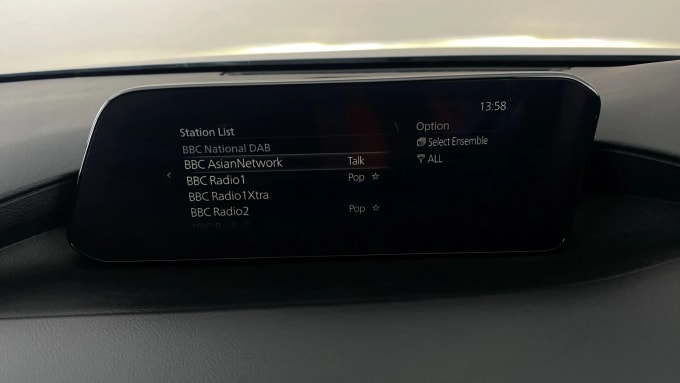 13:58
Station List
BBC National DAB
BBC AsianNetwork Talk
BBC Radio1 Pop ☆
BBC Radio1Xtra
BBC Radio2 Pop ☆
Option
Select Ensemble
ALL